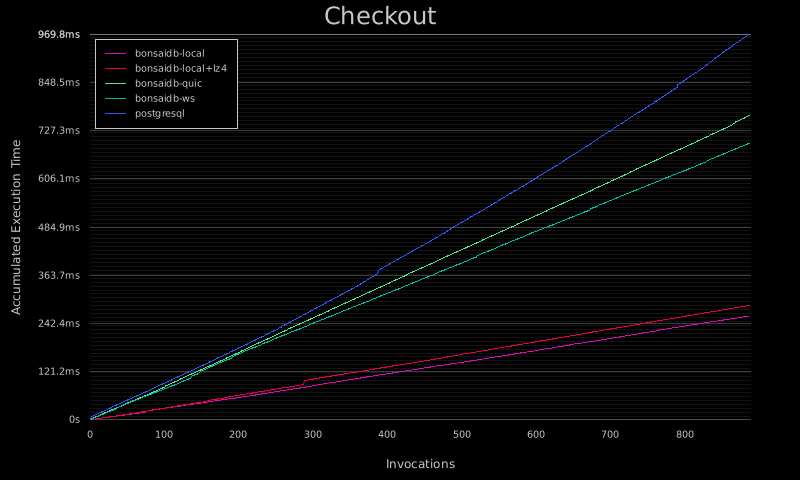 Checkout
969.8ms
848.5ms
727.3ms
606.1ms
484.9ms
363.7ms
242.4ms
121.2ms
0s
bonsaidb-local
bonsaidb-local+lz4
bonsaidb-quic
bonsaidb-ws
postgresql
Accumulated Execution Time
0 100 200 300 400 500 600 700 800
Invocations